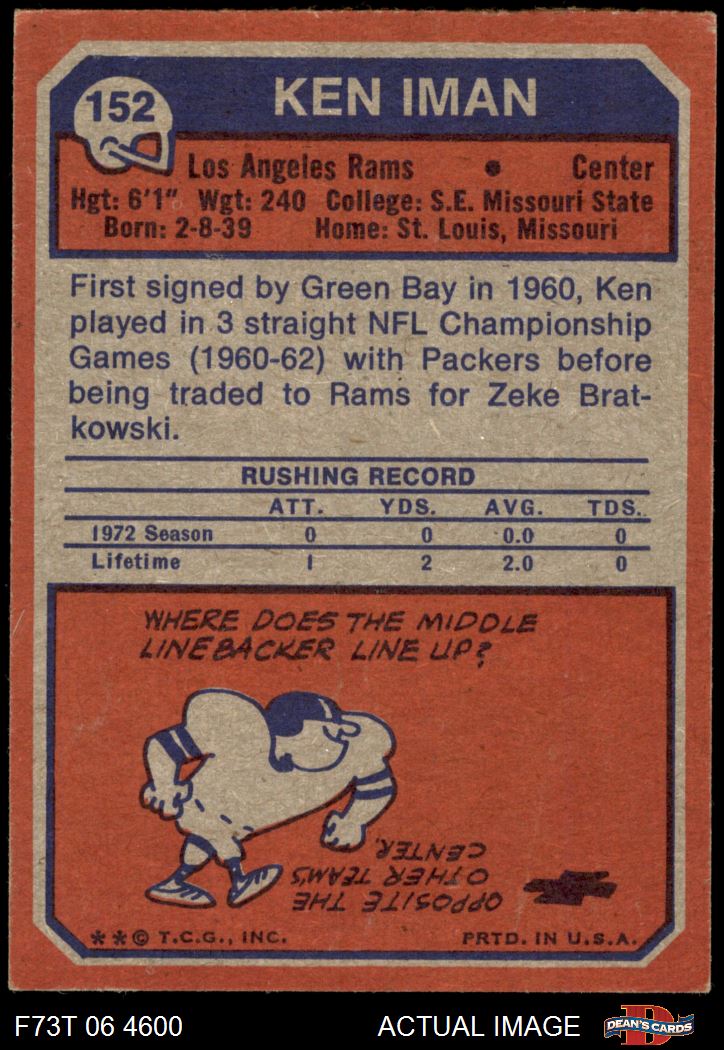 152
KEN IMAN
Los Angeles Rams • Center
Hgt: 6'1" Wgt: 240 College: S.E. Missouri State
Born: 2-8-39 Home: St. Louis, Missouri
First signed by Green Bay in 1960, Ken
played in 3 straight NFL Championship
Games (1960-62) with Packers before
being traded to Rams for Zeke Brat-
kowski.
RUSHING RECORD
ATT. YDS. AVG. TDS.
1972 Season 0 0 0.0 0
Lifetime 1 2 2.0 0
WHERE DOES THE MIDDLE
LINEBACKER LINE UP?
OPPOSITE THE
OTHER TEAM'S
CENTER.
**© T.C.G., INC. PRTD. IN U.S.A.
F73T 06 4600 ACTUAL IMAGE
D
DEAN'S CARDS